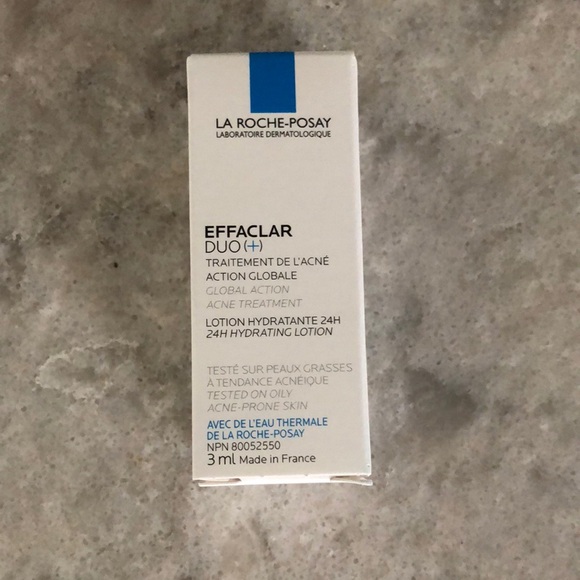 LA ROCHE-POSAY
LABORATOIRE DERMATOLOGIQUE
EFFACLAR
DUO(+)
TRAITEMENT DE L'ACNÉ
ACTION GLOBALE
GLOBAL ACTION
ACNE TREATMENT
LOTION HYDRATANTE 24H
24H HYDRATING LOTION
TESTÉ SUR PEAUX GRASSES
À TENDANCE ACNÉIQUE
TESTED ON OILY
ACNE-PRONE SKIN
AVEC DE L'EAU THERMALE
DE LA ROCHE-POSAY
NPN 80052550
3 ml Made in France